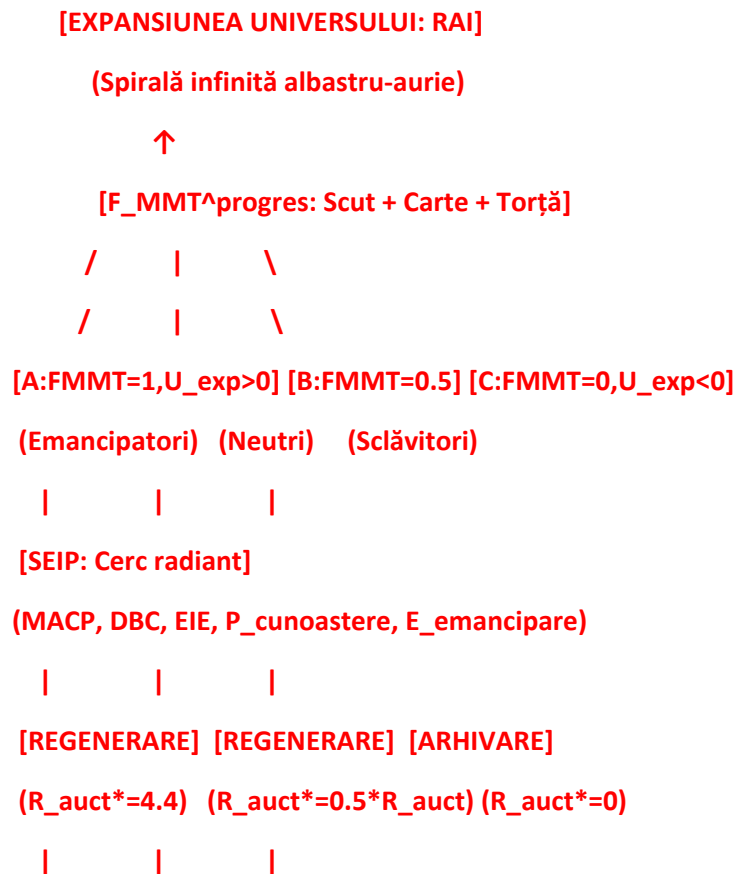 [EXPANSIUNEA UNIVERSULUI: RAI]
(Spirală infinită albastru-aurie)
↑
[F_MMT^progres: Scut + Carte + Torță]
/ | \
/ | \
[A:FMMT=1,U_exp>0] [B:FMMT=0.5] [C:FMMT=0,U_exp<0]
(Emancipatori) (Neutri) (Sclăvitori)
| | |
[SEIP: Cerc radiant]
(MACP, DBC, EIE, P_cunoastere, E_emancipare)
| | |
[REGENERARE] [REGENERARE] [ARHIVARE]
(R_auct*=4.4) (R_auct*=0.5*R_auct) (R_auct*=0)
| | |